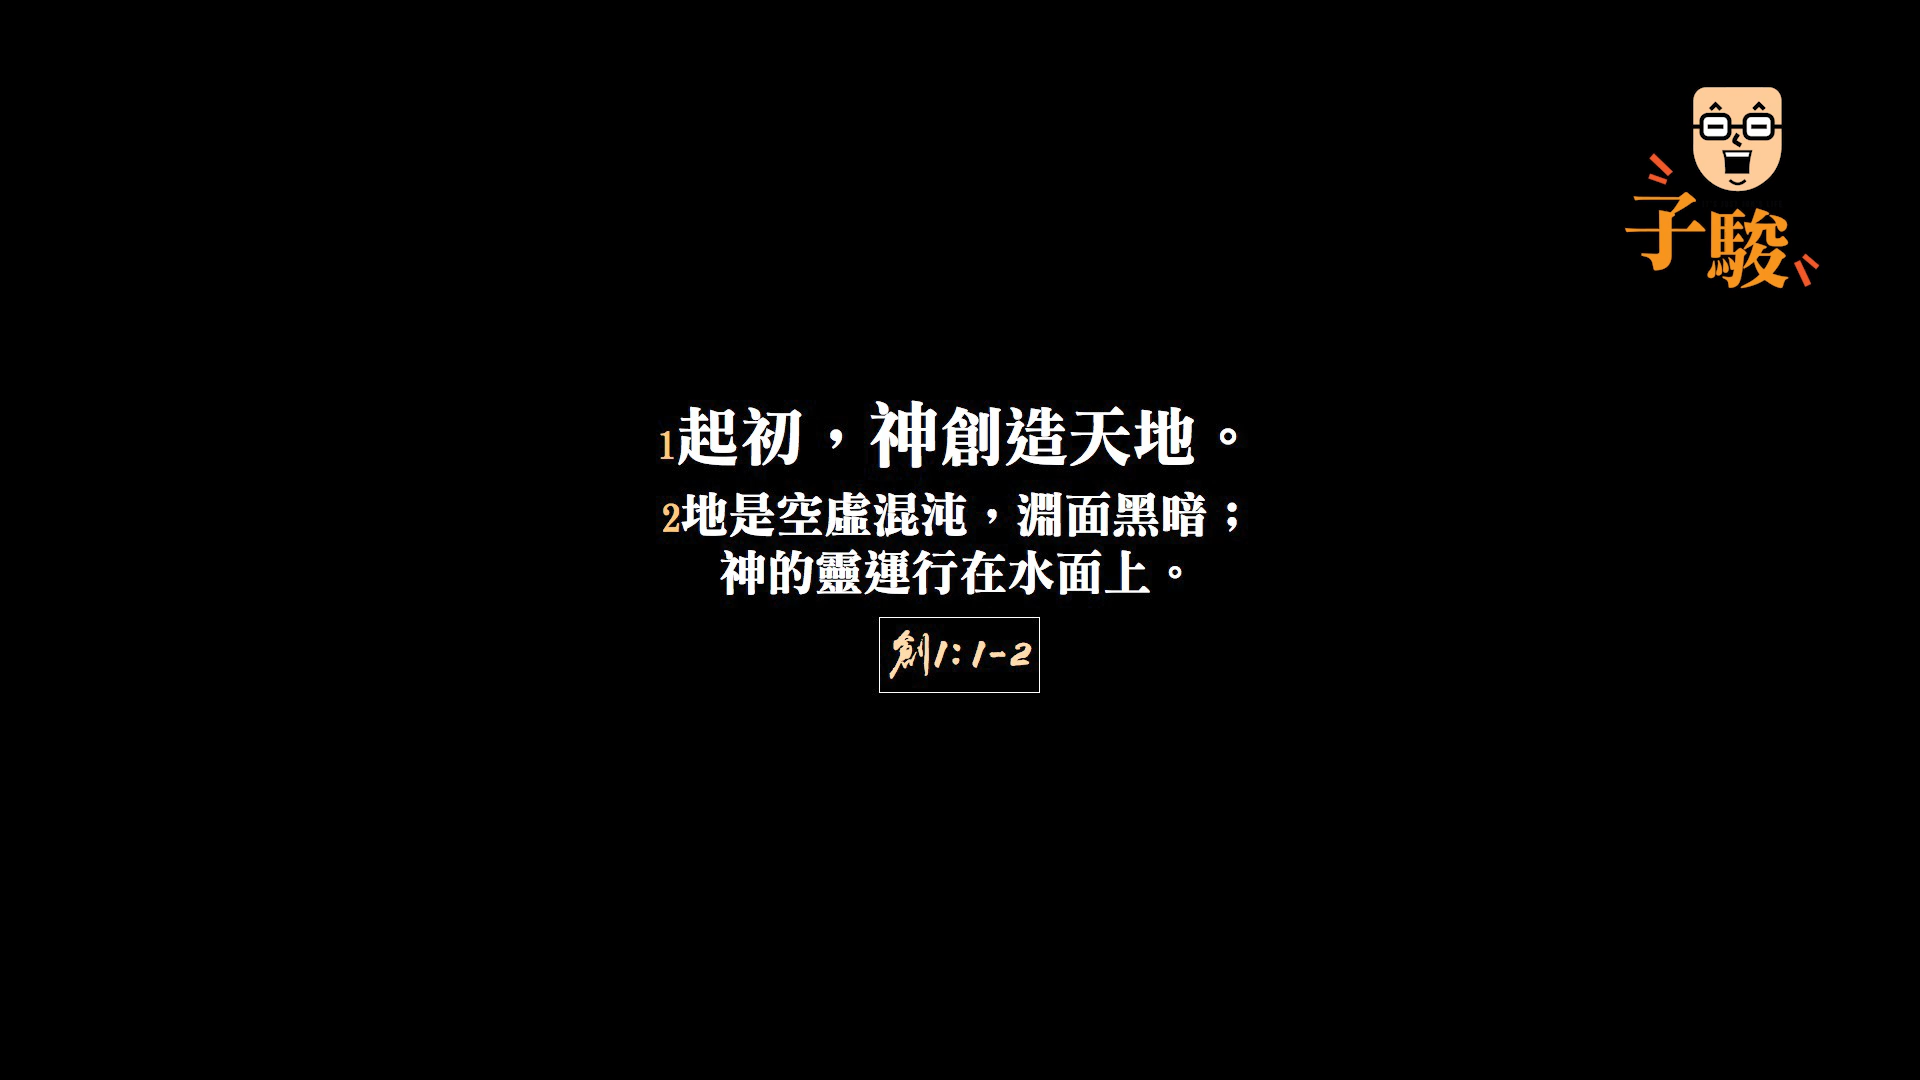 子駿
1起初，神創造天地。
2地是空虛混沌，淵面黑暗；
神的靈運行在水面上。
創1:1-2